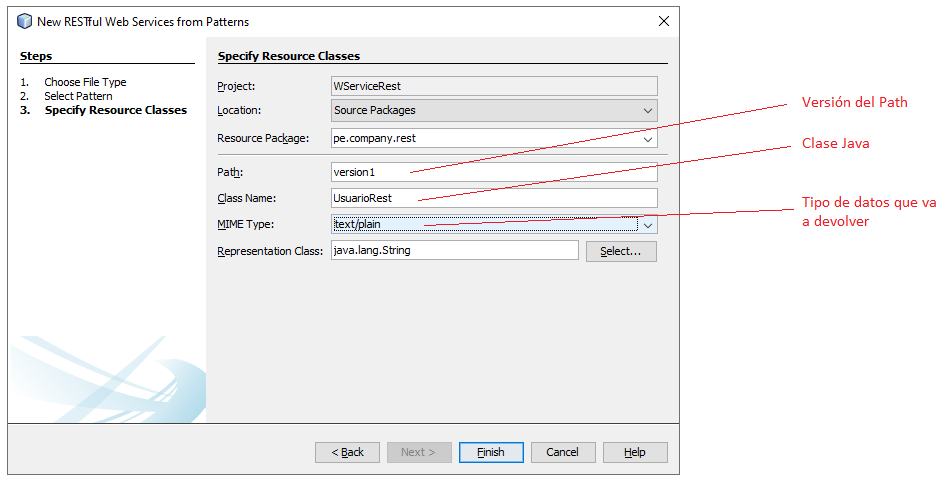 New RESTful Web Services from Patterns
Steps
1. Choose File Type
2. Select Pattern
3. Specify Resource Classes
Specify Resource Classes
Project: WServiceRest
Location: Source Packages
Resource Package: pe.company.rest
Path: version1
Class Name: UsuarioRest
MIME Type: text/plain
Representation Class: java.lang.String Select...
< Back Next > Finish Cancel Help
Versión del Path
Clase Java
Tipo de datos que va
a devolver